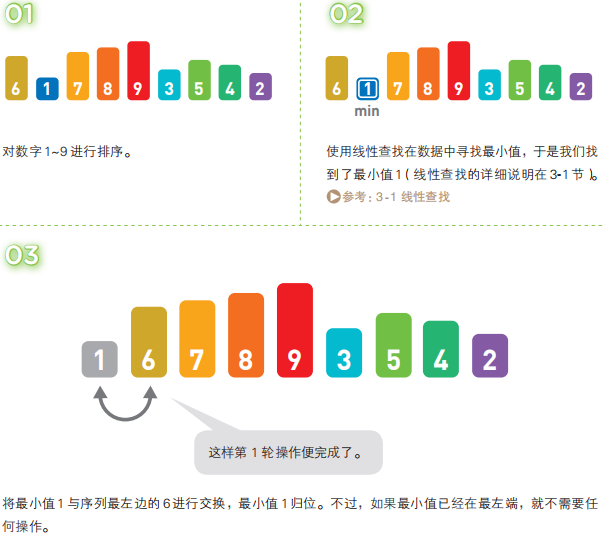 01
6 1 7 8 9 3 5 4 2
对数字1~9进行排序。
02
6 1 7 8 9 3 5 4 2
min
使用线性查找在数据中寻找最小值，于是我们找
到了最小值1（线性查找的详细说明在3-1节）。
参考：3-1 线性查找
03
1 6 7 8 9 3 5 4 2
这样第1轮操作便完成了。
将最小值1与序列最左边的6进行交换，最小值1归位。不过，如果最小值已经在最左端，就不需要任
何操作。